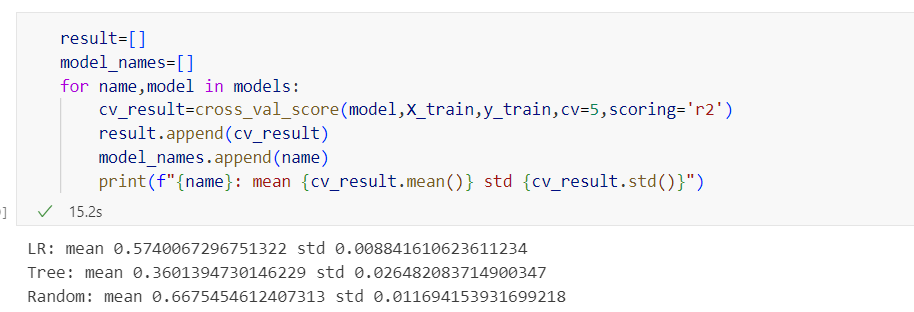 result=[]
model_names=[]
for name,model in models:
    cv_result=cross_val_score(model,X_train,y_train,cv=5,scoring='r2')
    result.append(cv_result)
    model_names.append(name)
    print(f"{name}: mean {cv_result.mean()} std {cv_result.std()}")
] 15.2s
LR: mean 0.5740067296751322 std 0.008841610623611234
Tree: mean 0.3601394730146229 std 0.026482083714900347
Random: mean 0.6675454612407313 std 0.011694153931699218